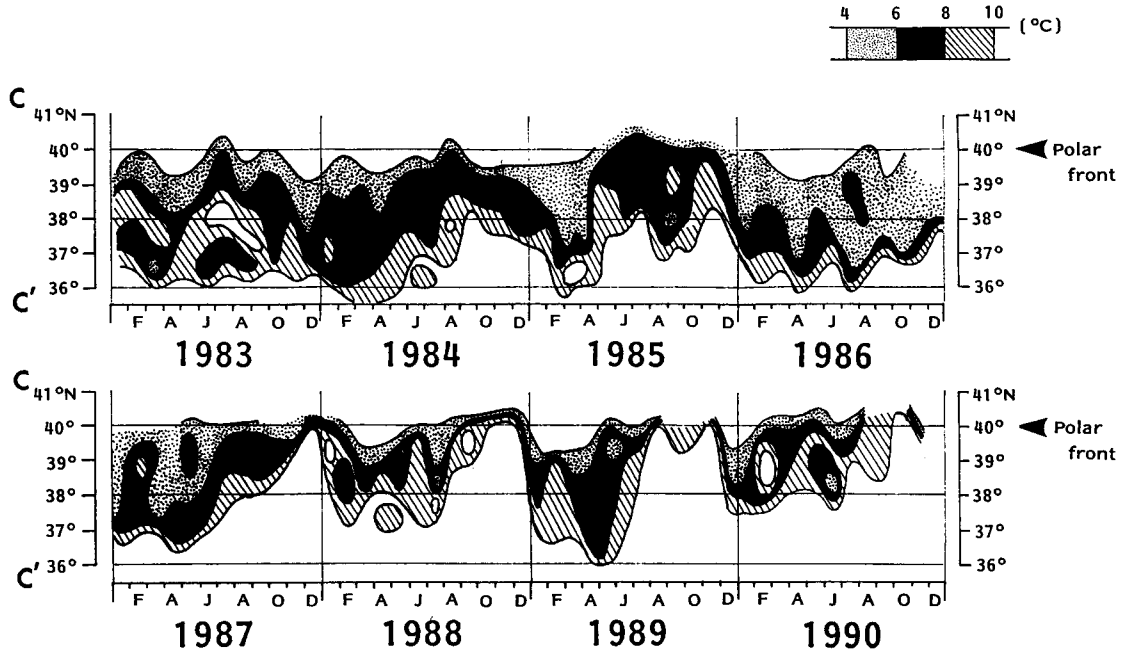 4 6 8 10 (°C)
C
41°N 41°N
40° 40° Polar
front
39° 39°
38° 38°
37° 37°
36° 36°
C'
F A J A O D F A J A O D F A J A O D F A J A O D
1983 1984 1985 1986
C
41°N 41°N
40° 40° Polar
front
39° 39°
38° 38°
37° 37°
36° 36°
C'
F A J A O D F A J A O D F A J A O D F A J A O D
1987 1988 1989 1990